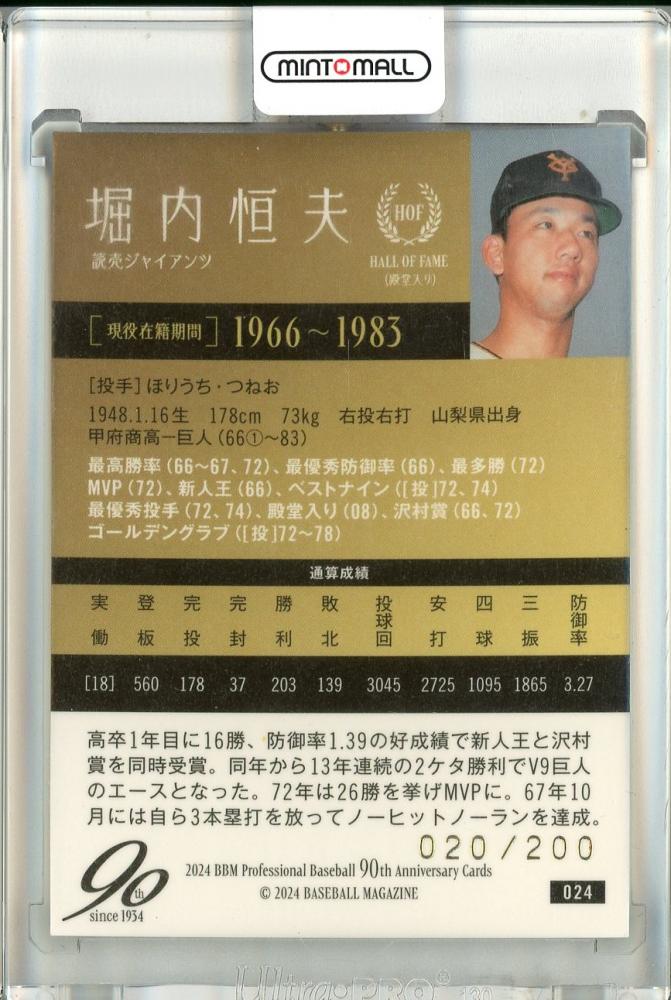 MINT MALL
堀内恒夫
読売ジャイアンツ
HOF
HALL OF FAME
(殿堂入り)
[現役在籍期間] 1966～1983
YG
[投手]ほりうち・つねお
1948.1.16生 178cm 73kg 右投右打 山梨県出身
甲府商高ー巨人(66①～83)
最高勝率(66～67、72)、最優秀防御率(66)、最多勝(72)
MVP(72)、新人王(66)、ベストナイン([投]72、74)
最優秀投手(72、74)、殿堂入り(08)、沢村賞(66、72)
ゴールデングラブ([投]72～78)
通算成績
実働 登板 完投 完封 勝利 敗北 投球回 安打 四球 三振 防御率
[18] 560 178 37 203 139 3045 2725 1095 1865 3.27
高卒1年目に16勝、防御率1.39の好成績で新人王と沢村
賞を同時受賞。同年から13年連続の2ケタ勝利でV9巨人
のエースとなった。72年は26勝を挙げMVPに。67年10
月には自ら3本塁打を放ってノーヒットノーランを達成。
020/200
90th
since 1934
2024 BBM Professional Baseball 90th Anniversary Cards
© 2024 BASEBALL MAGAZINE
024
Ultra•PRO®